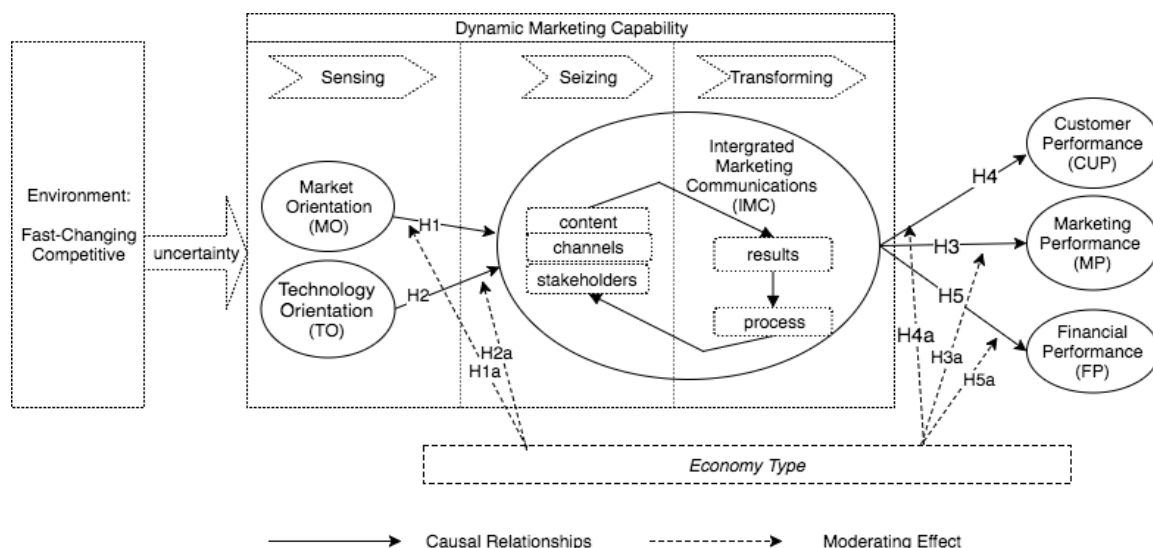 Dynamic Marketing Capability
Sensing
Seizing
Transforming
Environment:
Fast-Changing
Competitive
uncertainty
Market
Orientation
(MO)
Technology
Orientation
(TO)
H1
H2
H2a
H1a
Intergrated
Marketing
Communications
(IMC)
content
channels
stakeholders
results
process
H4
H3
H5
H4a
H3a
H5a
Customer
Performance
(CUP)
Marketing
Performance
(MP)
Financial
Performance
(FP)
Economy Type
Causal Relationships
Moderating Effect